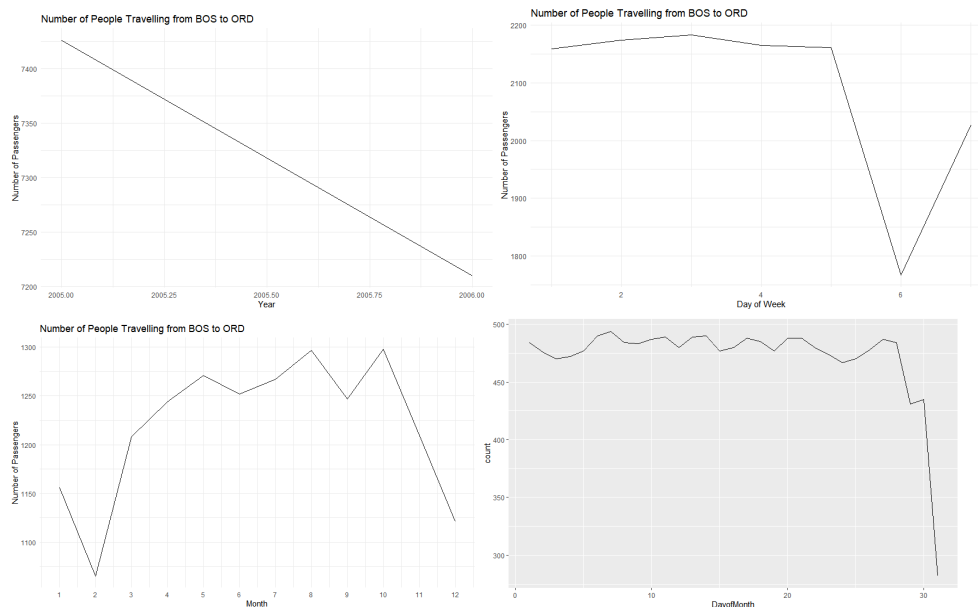 Number of People Travelling from BOS to ORD
Number of Passengers
7400
7350
7300
7250
7200
2005.00 2005.25 2005.50 2005.75 2006.00
Year
Number of People Travelling from BOS to ORD
Number of Passengers
2200
2100
2000
1900
1800
2 4 6
Day of Week
Number of People Travelling from BOS to ORD
Number of Passengers
1300
1250
1200
1150
1100
1 2 3 4 5 6 7 8 9 10 11 12
Month
count
500
450
400
350
300
0 10 20 30
DayofMonth